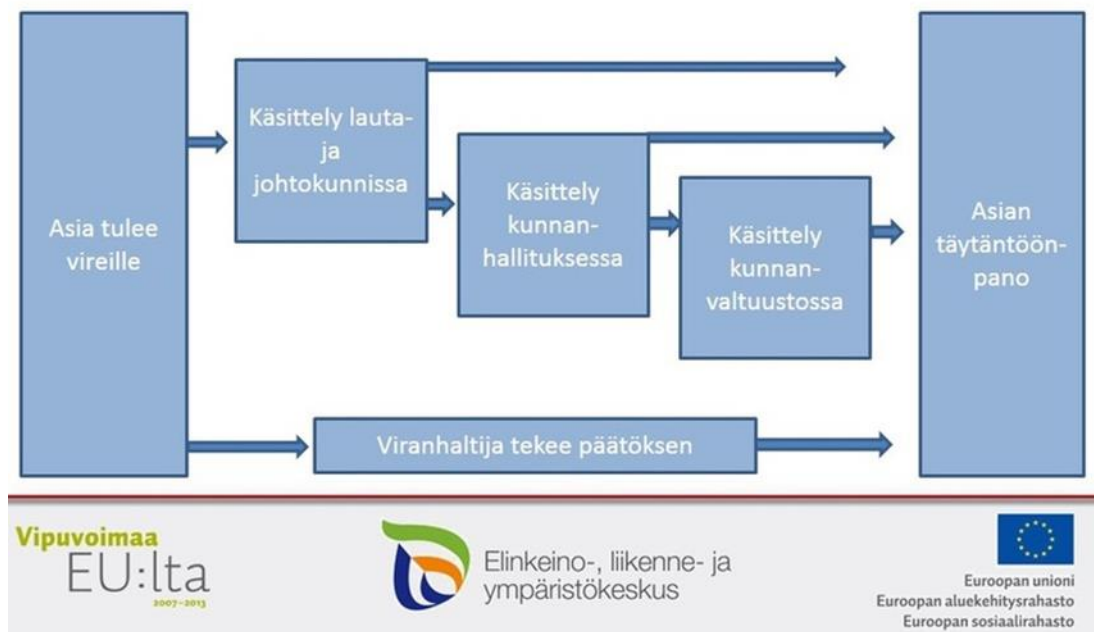 Asia tulee
vireille
Käsittely lauta-
ja
johtokunnissa
Käsittely
kunnan-
hallituksessa
Käsittely
kunnan-
valtuustossa
Asian
täytäntöön-
pano
Viranhaltija tekee päätöksen
Vipuvoimaa
EU:lta
2007–2013
Elinkeino-, liikenne- ja
ympäristökeskus
Euroopan unioni
Euroopan aluekehitysrahasto
Euroopan sosiaalirahasto